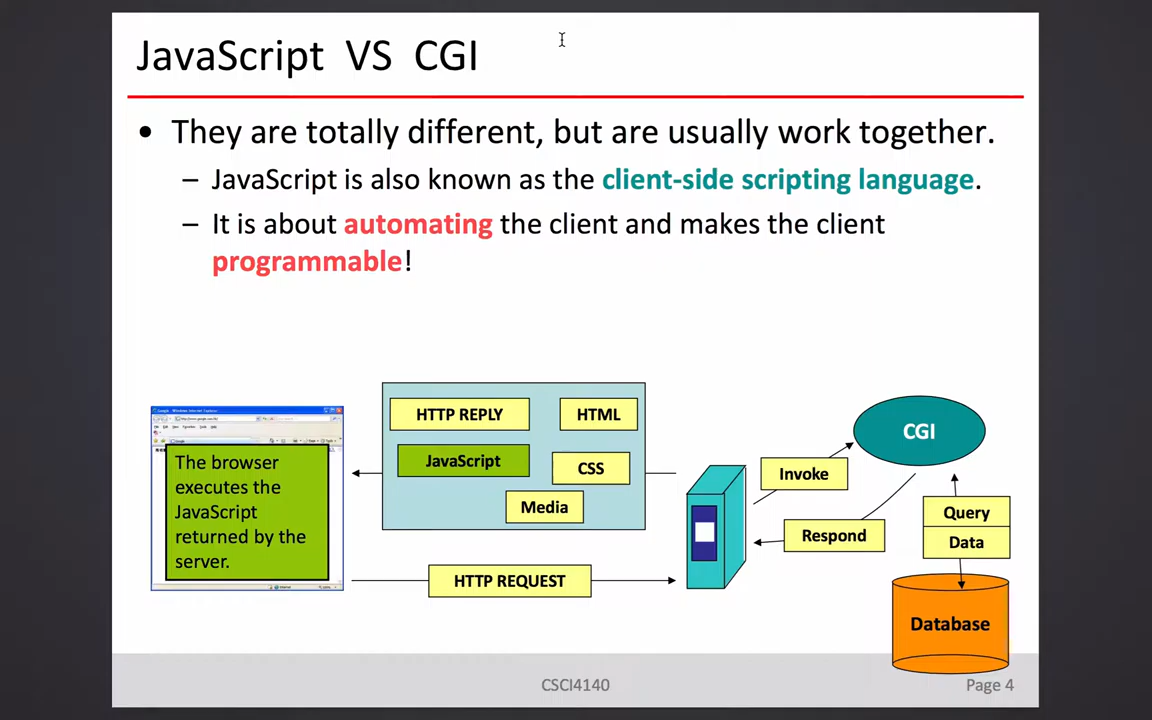 JavaScript VS CGI
• They are totally different, but are usually work together.
– JavaScript is also known as the client-side scripting language.
– It is about automating the client and makes the client
programmable!
HTTP REPLY
HTML
JavaScript
CSS
Media
The browser
executes the
JavaScript
returned by the
server.
HTTP REQUEST
CGI
Invoke
Respond
Query
Data
Database
CSCI4140
Page 4